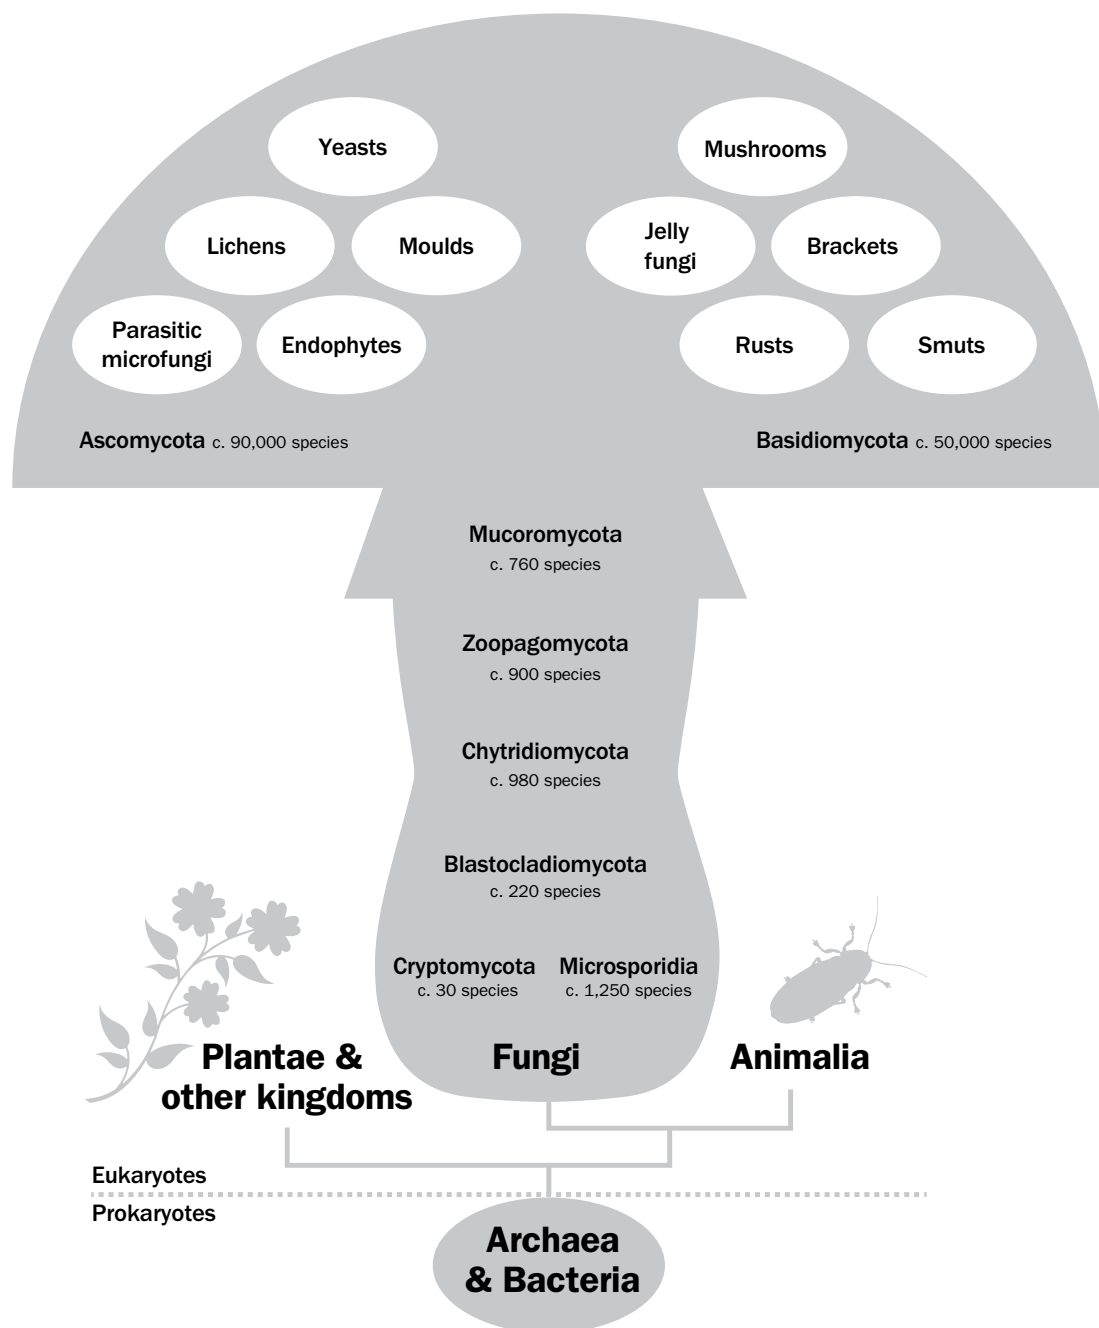 Yeasts
Mushrooms
Lichens
Moulds
Jelly
fungi
Brackets
Parasitic
microfungi
Endophytes
Rusts
Smuts
Ascomycota c. 90,000 species
Basidiomycota c. 50,000 species
Mucoromycota
c. 760 species
Zoopagomycota
c. 900 species
Chytridiomycota
c. 980 species
Blastocladiomycota
c. 220 species
Cryptomycota
c. 30 species
Microsporidia
c. 1,250 species
Plantae &
other kingdoms
Fungi
Animalia
Eukaryotes
Prokaryotes
Archaea
& Bacteria